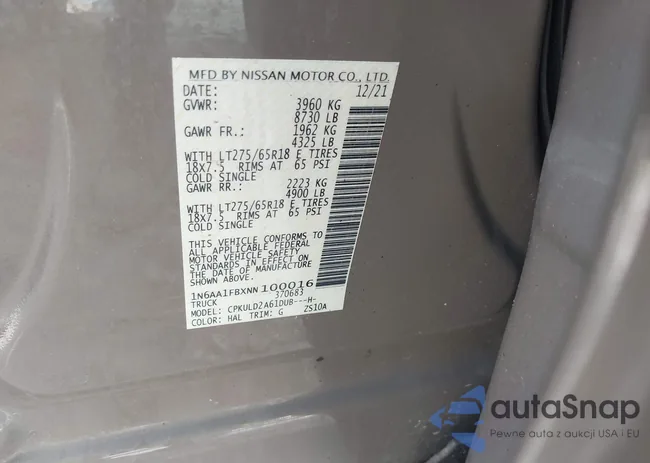 MFD BY NISSAN MOTOR CO., LTD.
DATE: 12/21
GVWR: 3960 KG
8730 LB
GAWR FR.: 1962 KG
4325 LB
WITH LT275/65R18 E TIRES
18X7.5 RIMS AT 65 PSI
COLD SINGLE
GAWR RR.: 2223 KG
4900 LB
WITH LT275/65R18 E TIRES
18X7.5 RIMS AT 65 PSI
COLD SINGLE
THIS VEHICLE CONFORMS TO
ALL APPLICABLE FEDERAL
MOTOR VEHICLE SAFETY
STANDARDS IN EFFECT ON
THE DATE OF MANUFACTURE
SHOWN ABOVE.
1N6AA1FBXNN 100016
TRUCK 370683
MODEL: CPKULD2A61DUB---H-
COLOR: HAL TRIM: G ZS10A
autaSnap
Pewne auta z aukcji USA i EU